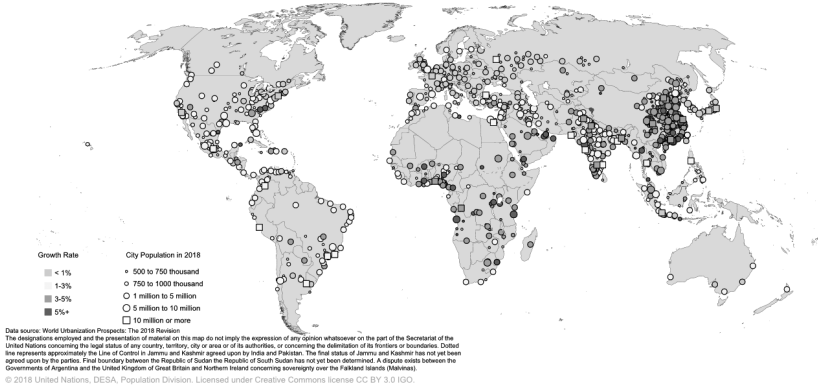 Growth Rate
< 1%
1-3%
3-5%
5%+
City Population in 2018
500 to 750 thousand
750 to 1000 thousand
1 million to 5 million
5 million to 10 million
10 million or more
Data source: World Urbanization Prospects: The 2018 Revision
The designations employed and the presentation of material on this map do not imply the expression of any opinion whatsoever on the part of the Secretariat of the
United Nations concerning the legal status of any country, territory, city or area or of its authorities, or concerning the delimitation of its frontiers or boundaries. Dotted
line represents approximately the Line of Control in Jammu and Kashmir agreed upon by India and Pakistan. The final status of Jammu and Kashmir has not yet been
agreed upon by the parties. Final boundary between the Republic of Sudan the Republic of South Sudan has not yet been determined. A dispute exists between the
Governments of Argentina and the United Kingdom of Great Britain and Northern Ireland concerning sovereignty over the Falkland Islands (Malvinas).
© 2018 United Nations, DESA, Population Division. Licensed under Creative Commons license CC BY 3.0 IGO.